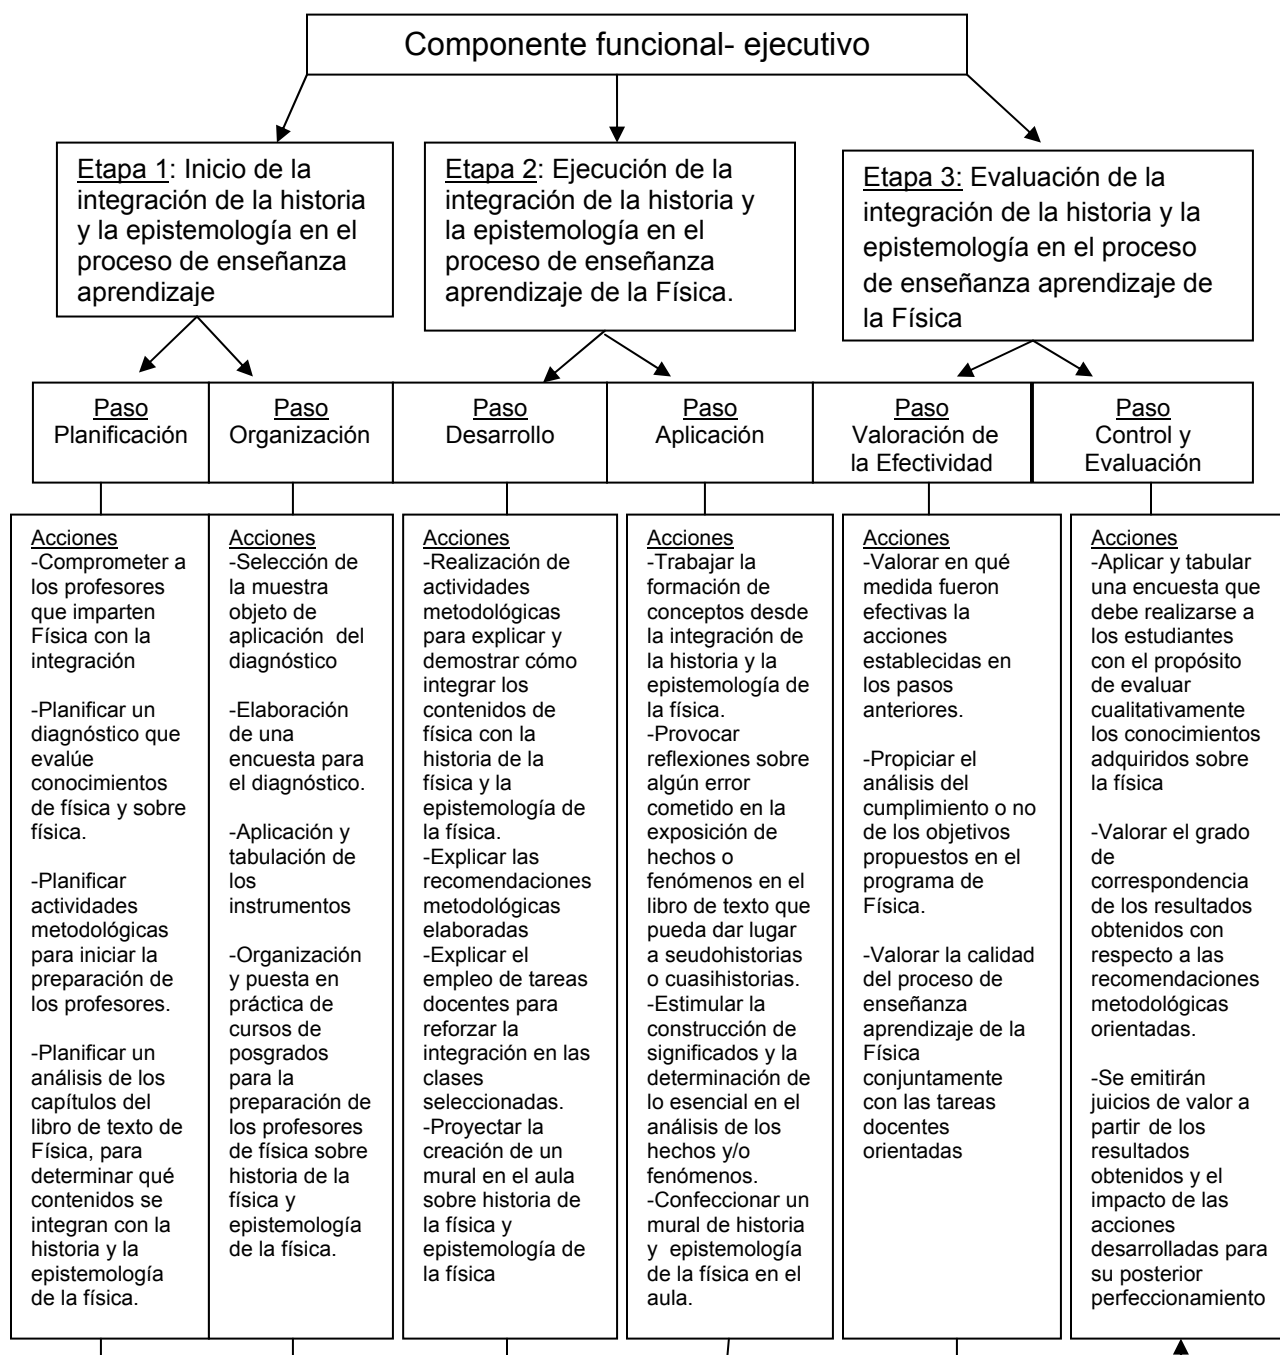 Componente funcional- ejecutivo
Etapa 1: Inicio de la
integración de la historia
y la epistemología en el
proceso de enseñanza
aprendizaje
Etapa 2: Ejecución de la
integración de la historia y
la epistemología en el
proceso de enseñanza
aprendizaje de la Física.
Etapa 3: Evaluación de la
integración de la historia y la
epistemología en el proceso
de enseñanza aprendizaje de
la Física
Paso
Planificación
Paso
Organización
Paso
Desarrollo
Paso
Aplicación
Paso
Valoración de
la Efectividad
Paso
Control y
Evaluación
Acciones
-Comprometer a
los profesores
que imparten
Física con la
integración
-Planificar un
diagnóstico que
evalúe
conocimientos
de física y sobre
física.
-Planificar
actividades
metodológicas
para iniciar la
preparación de
los profesores.
-Planificar un
análisis de los
capítulos del
libro de texto de
Física, para
determinar qué
contenidos se
integran con la
historia y la
epistemología
de la física.
Acciones
-Selección de
la muestra
objeto de
aplicación del
diagnóstico
-Elaboración
de una
encuesta para
el diagnóstico.
-Aplicación y
tabulación de
los
instrumentos
-Organización
y puesta en
práctica de
cursos de
posgrados
para la
preparación de
los profesores
de física sobre
historia de la
física y
epistemología
de la física.
Acciones
-Realización de
actividades
metodológicas
para explicar y
demostrar cómo
integrar los
contenidos de
física con la
historia de la
física y la
epistemología de
la física.
-Explicar las
recomendaciones
metodológicas
elaboradas
-Explicar el
empleo de tareas
docentes para
reforzar la
integración en las
clases
seleccionadas.
-Proyectar la
creación de un
mural en el aula
sobre historia de
la física y
epistemología de
la física
Acciones
-Trabajar la
formación de
conceptos desde
la integración de
la historia y la
epistemología de
la física.
-Provocar
reflexiones sobre
algún error
cometido en la
exposición de
hechos o
fenómenos en el
libro de texto que
pueda dar lugar
a seudohistorias
o cuasihistorias.
-Estimular la
construcción de
significados y la
determinación de
lo esencial en el
análisis de los
hechos y/o
fenómenos.
-Confeccionar un
mural de historia
y epistemología
de la física en el
aula.
Acciones
-Valorar en qué
medida fueron
efectivas la
acciones
establecidas en
los pasos
anteriores.
-Propiciar el
análisis del
cumplimiento o no
de los objetivos
propuestos en el
programa de
Física.
-Valorar la calidad
del proceso de
enseñanza
aprendizaje de la
Física
conjuntamente
con las tareas
docentes
orientadas
Acciones
-Aplicar y tabular
una encuesta que
debe realizarse a
los estudiantes
con el propósito
de evaluar
cualitativamente
los conocimientos
adquiridos sobre
la física
-Valorar el grado
de
correspondencia
de los resultados
obtenidos con
respecto a las
recomendaciones
metodológicas
orientadas.
-Se emitirán
juicios de valor a
partir de los
resultados
obtenidos y el
impacto de las
acciones
desarrolladas para
su posterior
perfeccionamiento